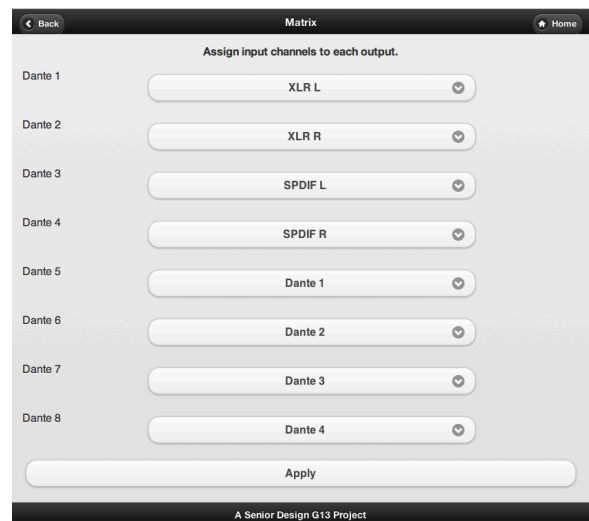 Back Matrix Home
Assign input channels to each output.
Dante 1 XLR L
Dante 2 XLR R
Dante 3 SPDIF L
Dante 4 SPDIF R
Dante 5 Dante 1
Dante 6 Dante 2
Dante 7 Dante 3
Dante 8 Dante 4
Apply
A Senior Design G13 Project